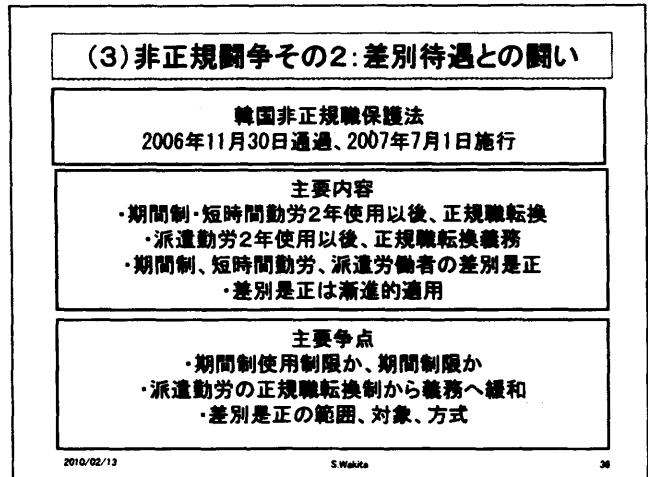 (3)非正規闘争その2:差別待遇との闘い
韓国非正規職保護法
2006年11月30日通過、2007年7月1日施行
主要内容
・期間制・短時間勤労2年使用以後、正規職転換
・派遣勤労2年使用以後、正規職転換義務
・期間制、短時間勤労、派遣労働者の差別是正
・差別是正は漸進的適用
主要争点
・期間制使用制限か、期間制限か
・派遣勤労の正規職転換制から義務へ緩和
・差別是正の範囲、対象、方式
2010/02/13
S.Wakita
36